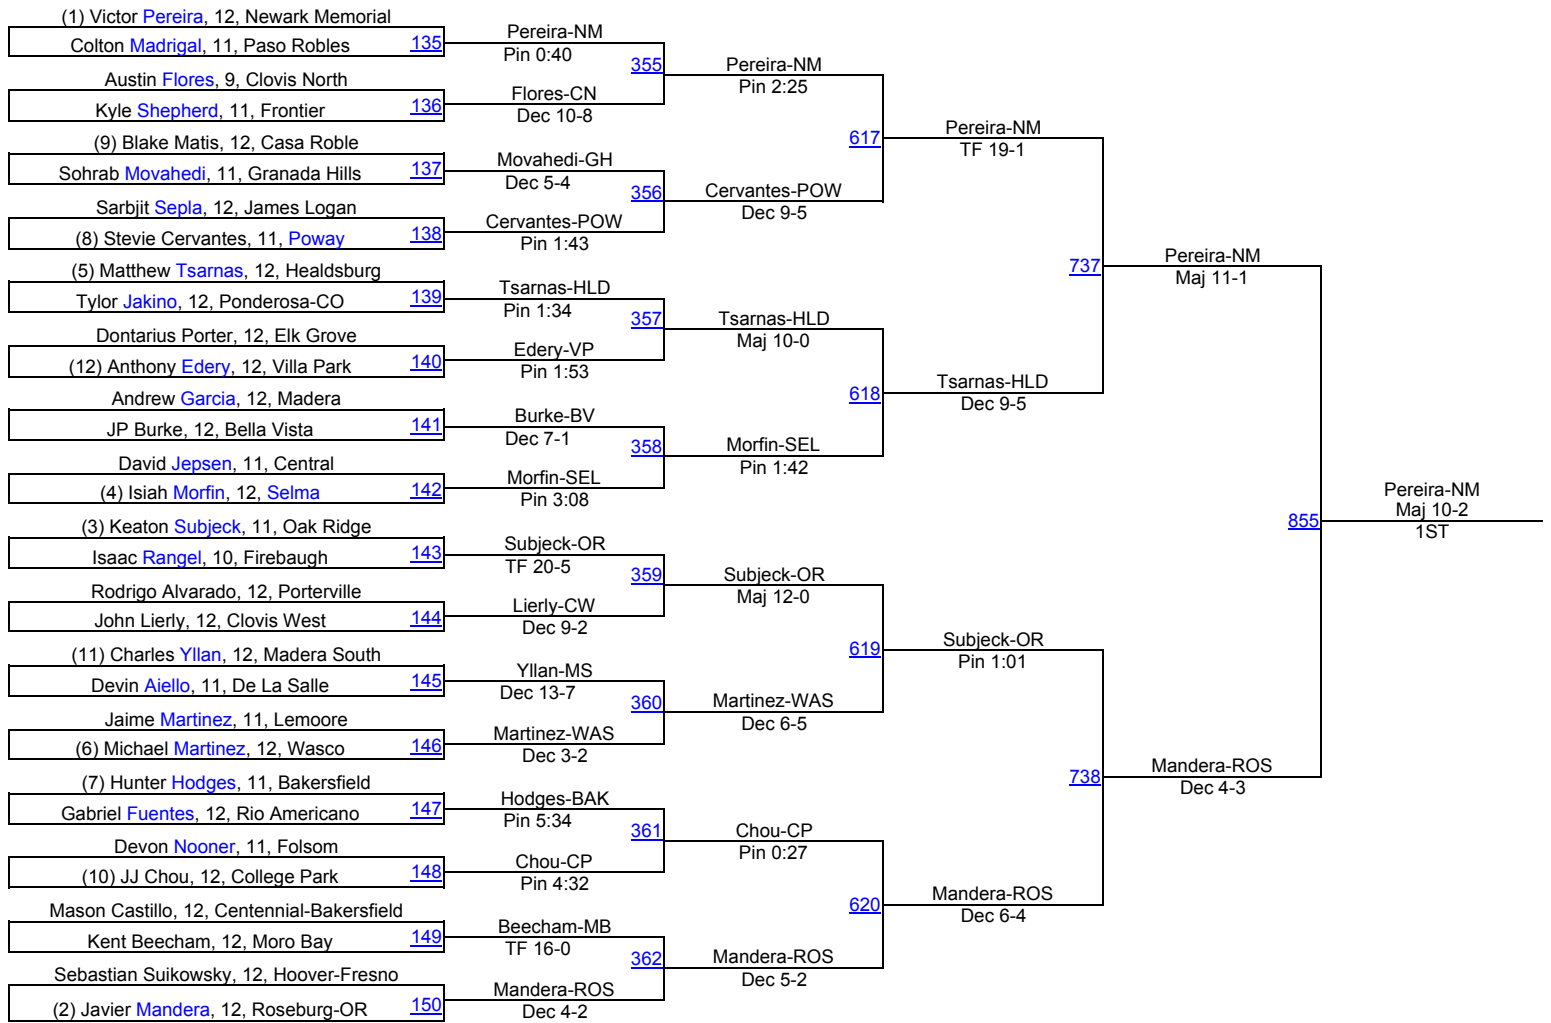 (1) Victor Pereira, 12, Newark Memorial
Colton Madrigal, 11, Paso Robles 135
Austin Flores, 9, Clovis North
Kyle Shepherd, 11, Frontier 136
(9) Blake Matis, 12, Casa Roble
Sohrab Movahedi, 11, Granada Hills 137
Sarbjit Sepla, 12, James Logan
(8) Stevie Cervantes, 11, Poway 138
(5) Matthew Tsarnas, 12, Healdsburg
Tylor Jakino, 12, Ponderosa-CO 139
Dontarius Porter, 12, Elk Grove
(12) Anthony Edery, 12, Villa Park 140
Andrew Garcia, 12, Madera
JP Burke, 12, Bella Vista 141
David Jepsen, 11, Central
(4) Isiah Morfin, 12, Selma 142
(3) Keaton Subjeck, 11, Oak Ridge
Isaac Rangel, 10, Firebaugh 143
Rodrigo Alvarado, 12, Porterville
John Lierly, 12, Clovis West 144
(11) Charles Yllan, 12, Madera South
Devin Aiello, 11, De La Salle 145
Jaime Martinez, 11, Lemoore
(6) Michael Martinez, 12, Wasco 146
(7) Hunter Hodges, 11, Bakersfield
Gabriel Fuentes, 12, Rio Americano 147
Devon Nooner, 11, Folsom
(10) JJ Chou, 12, College Park 148
Mason Castillo, 12, Centennial-Bakersfield
Kent Beecham, 12, Moro Bay 149
Sebastian Suikowsky, 12, Hoover-Fresno
(2) Javier Mandera, 12, Roseburg-OR 150
Pereira-NM
Pin 0:40
355
Flores-CN
Dec 10-8
Movahedi-GH
Dec 5-4
356
Cervantes-POW
Pin 1:43
Tsarnas-HLD
Pin 1:34
357
Edery-VP
Pin 1:53
Burke-BV
Dec 7-1
358
Morfin-SEL
Pin 3:08
Subjeck-OR
TF 20-5
359
Lierly-CW
Dec 9-2
Yllan-MS
Dec 13-7
360
Martinez-WAS
Dec 3-2
Hodges-BAK
Pin 5:34
361
Chou-CP
Pin 4:32
Beecham-MB
TF 16-0
362
Mandera-ROS
Dec 4-2
Pereira-NM
Pin 2:25
617
Cervantes-POW
Dec 9-5
Tsarnas-HLD
Maj 10-0
618
Morfin-SEL
Pin 1:42
Subjeck-OR
Maj 12-0
619
Martinez-WAS
Dec 6-5
Chou-CP
Pin 0:27
620
Mandera-ROS
Dec 5-2
Pereira-NM
TF 19-1
737
Tsarnas-HLD
Dec 9-5
Subjeck-OR
Pin 1:01
738
Mandera-ROS
Dec 6-4
Pereira-NM
Maj 11-1
855
Mandera-ROS
Dec 4-3
Pereira-NM
Maj 10-2
1ST